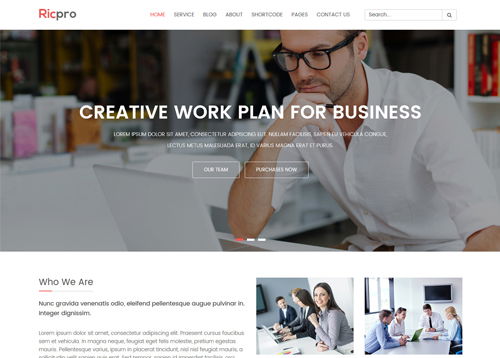 Ricpro
HOME SERVICE BLOG ABOUT SHORTCODE PAGES CONTACT US Search...
CREATIVE WORK PLAN FOR BUSINESS
LOREM IPSUM DOLOR SIT AMET, CONSECTETUR ADIPISCING ELIT. NULLAM FACILISIS, SAPIEN EU VEHICULA CONGUE,
LECTUS METUS MALESUADA ERAT, ID VARIUS MAGNA ERAT ET PURUS.
OUR TEAM PURCHASES NOW
Who We Are
Nunc gravida venenatis odio, eleifend pellentesque augue pulvinar in.
Integer dignissim.
Lorem ipsum dolor sit amet, consectetur adipiscing elit. Praesent cursus faucibus
sem et vehicula. In magna neque, feugiat eu felis molestie, pretium egestas
mauris. Pellentesque varius, ipsum in placerat tincidunt, nisl nisl feugiat mauris, a